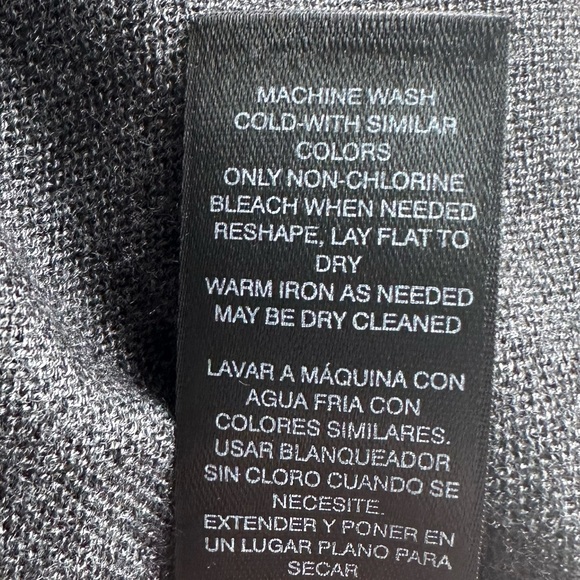 MACHINE WASH
COLD-WITH SIMILAR
COLORS
ONLY NON-CHLORINE
BLEACH WHEN NEEDED
RESHAPE, LAY FLAT TO
DRY
WARM IRON AS NEEDED
MAY BE DRY CLEANED
LAVAR A MÁQUINA CON
AGUA FRIA CON
COLORES SIMILARES.
USAR BLANQUEADOR
SIN CLORO CUANDO SE
NECESITE.
EXTENDER Y PONER EN
UN LUGAR PLANO PARA
SECAR